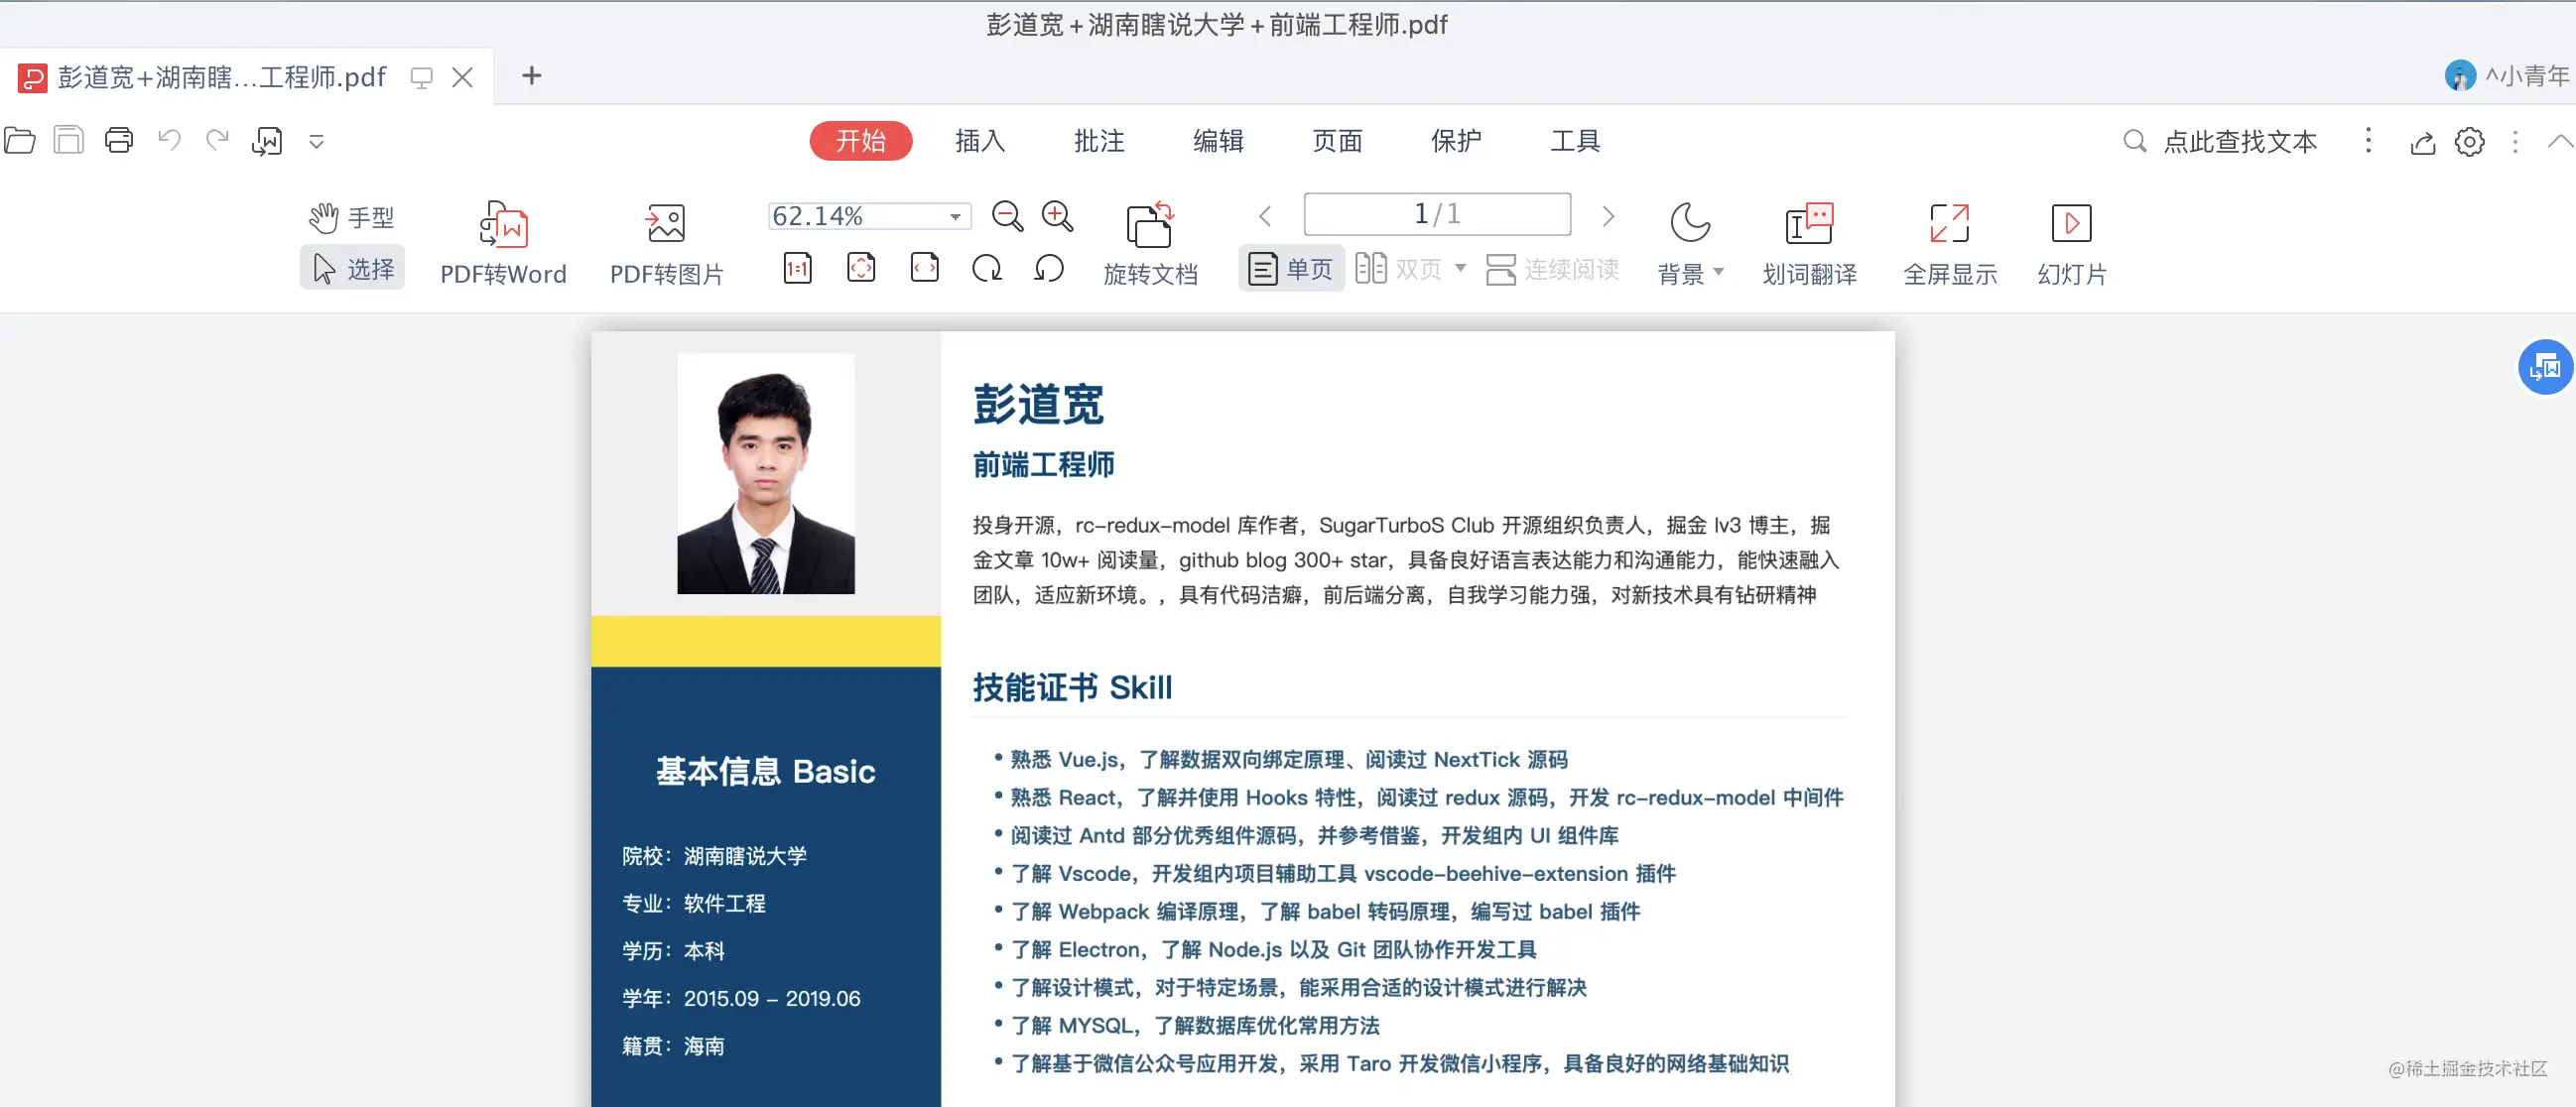 彭道宽+湖南瞎说大学+前端工程师.pdf
彭道宽+湖南瞎...工程师.pdf
^小青年
开始 插入 批注 编辑 页面 保护 工具 点此查找文本
手型 62.14% 1/1
选择 PDF转Word PDF转图片 1:1 旋转文档 单页 双页 连续阅读 背景 划词翻译 全屏显示 幻灯片
彭道宽
前端工程师
投身开源，rc-redux-model 库作者，SugarTurboS Club 开源组织负责人，掘金 lv3 博主，掘
金文章 10w+ 阅读量，github blog 300+ star，具备良好语言表达能力和沟通能力，能快速融入
团队，适应新环境。，具有代码洁癖，前后端分离，自我学习能力强，对新技术具有钻研精神
技能证书 Skill
• 熟悉 Vue.js，了解数据双向绑定原理、阅读过 NextTick 源码
• 熟悉 React，了解并使用 Hooks 特性，阅读过 redux 源码，开发 rc-redux-model 中间件
• 阅读过 Antd 部分优秀组件源码，并参考借鉴，开发组内 UI 组件库
• 了解 Vscode，开发组内项目辅助工具 vscode-beehive-extension 插件
• 了解 Webpack 编译原理，了解 babel 转码原理，编写过 babel 插件
• 了解 Electron，了解 Node.js 以及 Git 团队协作开发工具
• 了解设计模式，对于特定场景，能采用合适的设计模式进行解决
• 了解 MYSQL，了解数据库优化常用方法
• 了解基于微信公众号应用开发，采用 Taro 开发微信小程序，具备良好的网络基础知识
基本信息 Basic
院校：湖南瞎说大学
专业：软件工程
学历：本科
学年：2015.09 – 2019.06
籍贯：海南
@稀土掘金技术社区